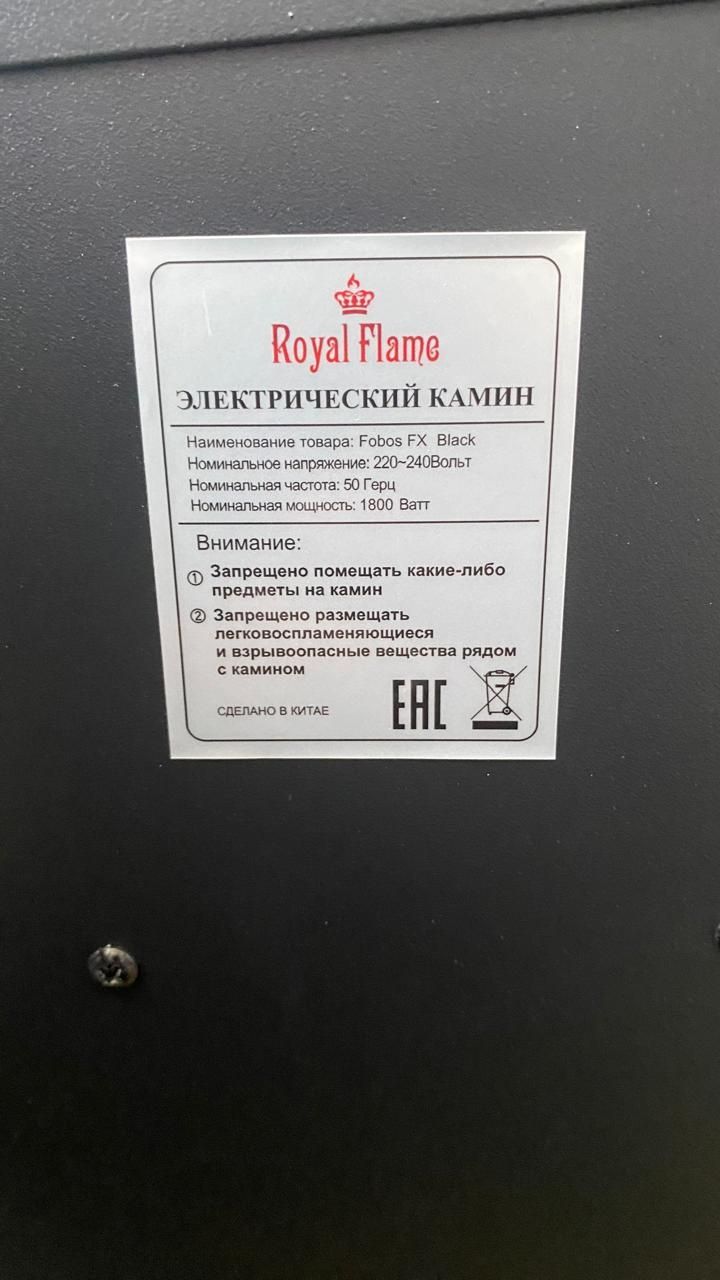 Royal Flame
ЭЛЕКТРИЧЕСКИЙ КАМИН
Наименование товара: Fobos FX Black
Номинальное напряжение: 220~240Вольт
Номинальная частота: 50 Герц
Номинальная мощность: 1800 Ватт
Внимание:
① Запрещено помещать какие-либо
предметы на камин
② Запрещено размещать
легковоспламеняющиеся
и взрывоопасные вещества рядом
с камином
СДЕЛАНО В КИТАЕ
EAC